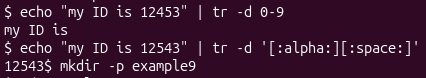 $ echo "my ID is 12453" | tr -d 0-9
my ID is
$ echo "my ID is 12543" | tr -d '[:alpha:][:space:]'
12543$ mkdir -p example9